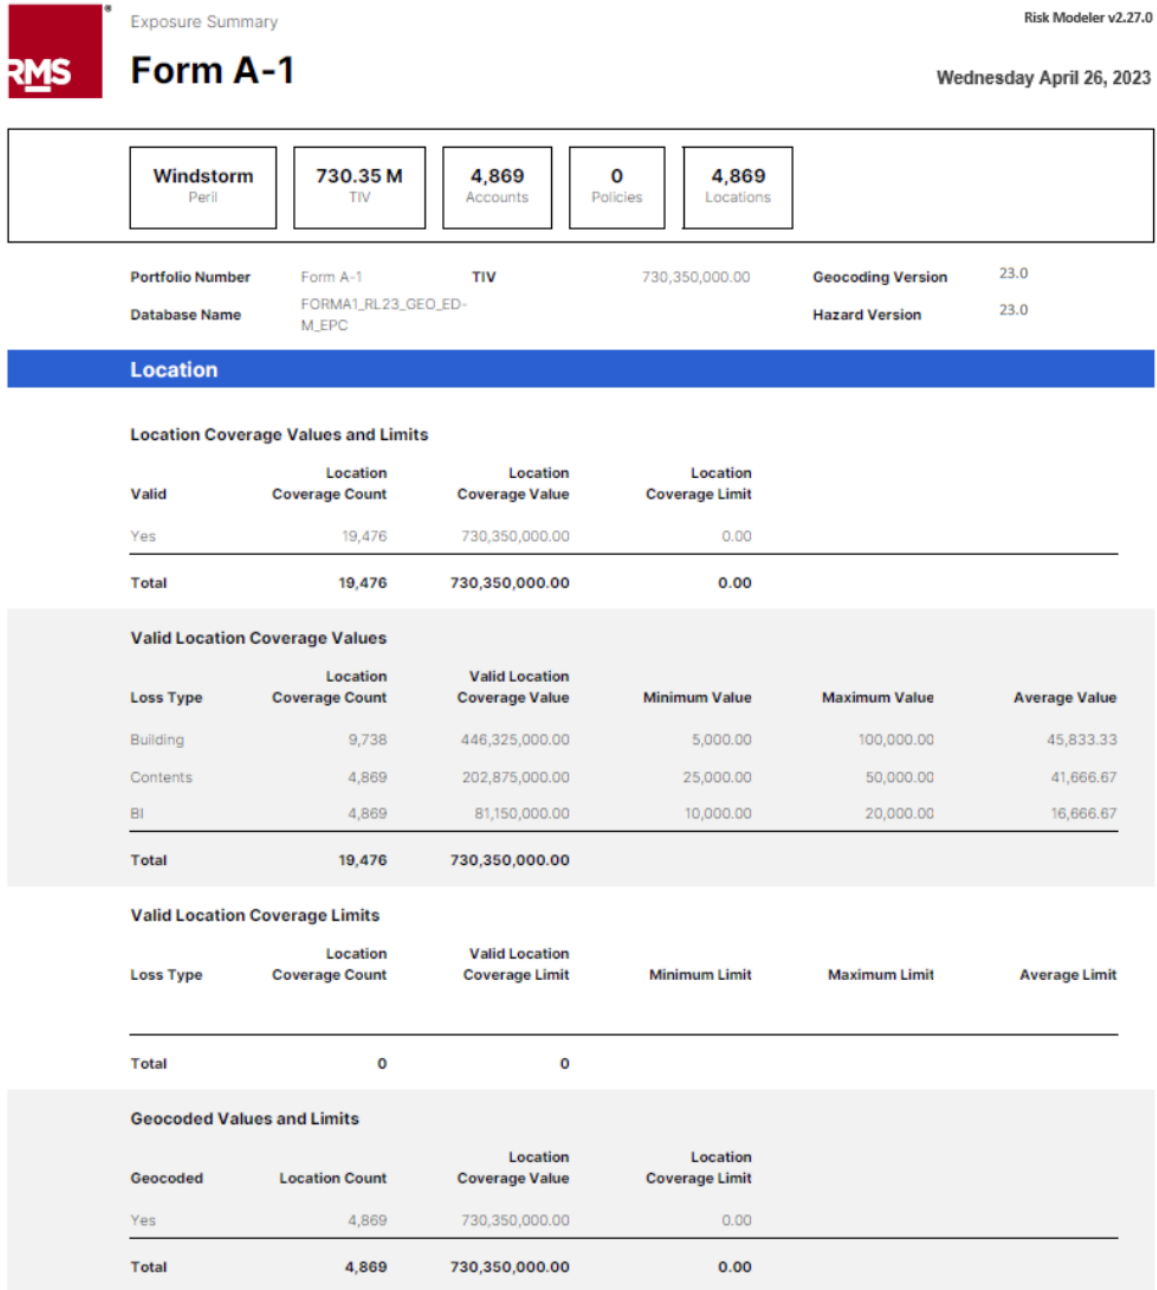 RMS
®
Exposure Summary
Risk Modeler v2.27.0
Form A-1
Wednesday April 26, 2023
Windstorm 730.35 M 4,869 0 4,869
Peril TIV Accounts Policies Locations
Portfolio Number Form A-1 TIV 730,350,000.00 Geocoding Version 23.0
Database Name FORMA1_RL23_GEO_ED-
M_EPC
Hazard Version 23.0
Location
Location Coverage Values and Limits
Location Location Location
Valid Coverage Count Coverage Value Coverage Limit
Yes 19,476 730,350,000.00 0.00
Total 19,476 730,350,000.00 0.00
Valid Location Coverage Values
Location Valid Location
Loss Type Coverage Count Coverage Value Minimum Value Maximum Value Average Value
Building 9,738 446,325,000.00 5,000.00 100,000.00 45,833.33
Contents 4,869 202,875,000.00 25,000.00 50,000.00 41,666.67
BI 4,869 81,150,000.00 10,000.00 20,000.00 16,666.67
Total 19,476 730,350,000.00
Valid Location Coverage Limits
Location Valid Location
Loss Type Coverage Count Coverage Limit Minimum Limit Maximum Limit Average Limit
Total 0 0
Geocoded Values and Limits
Location Location
Geocoded Location Count Coverage Value Coverage Limit
Yes 4,869 730,350,000.00 0.00
Total 4,869 730,350,000.00 0.00